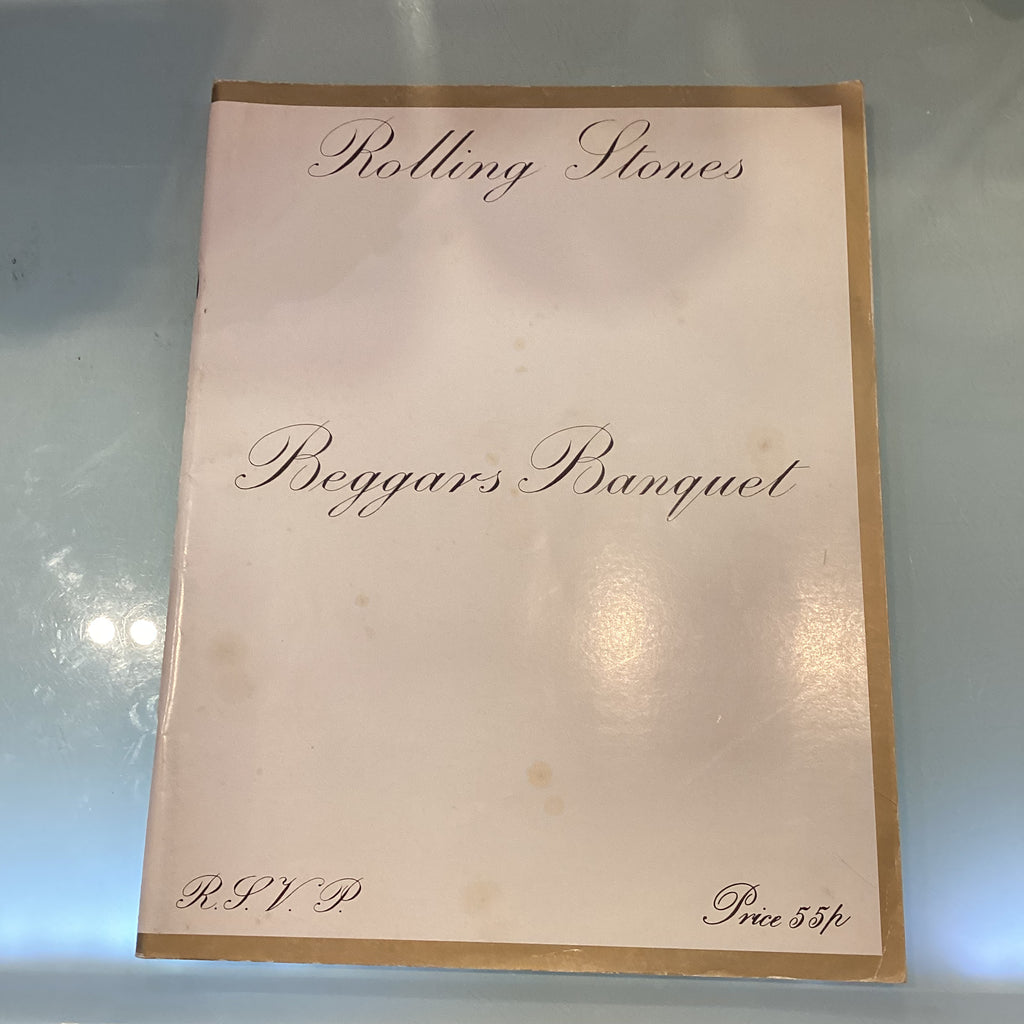 Rolling Stones
Beggars Banquet
R.S.V.P.
Price 55p